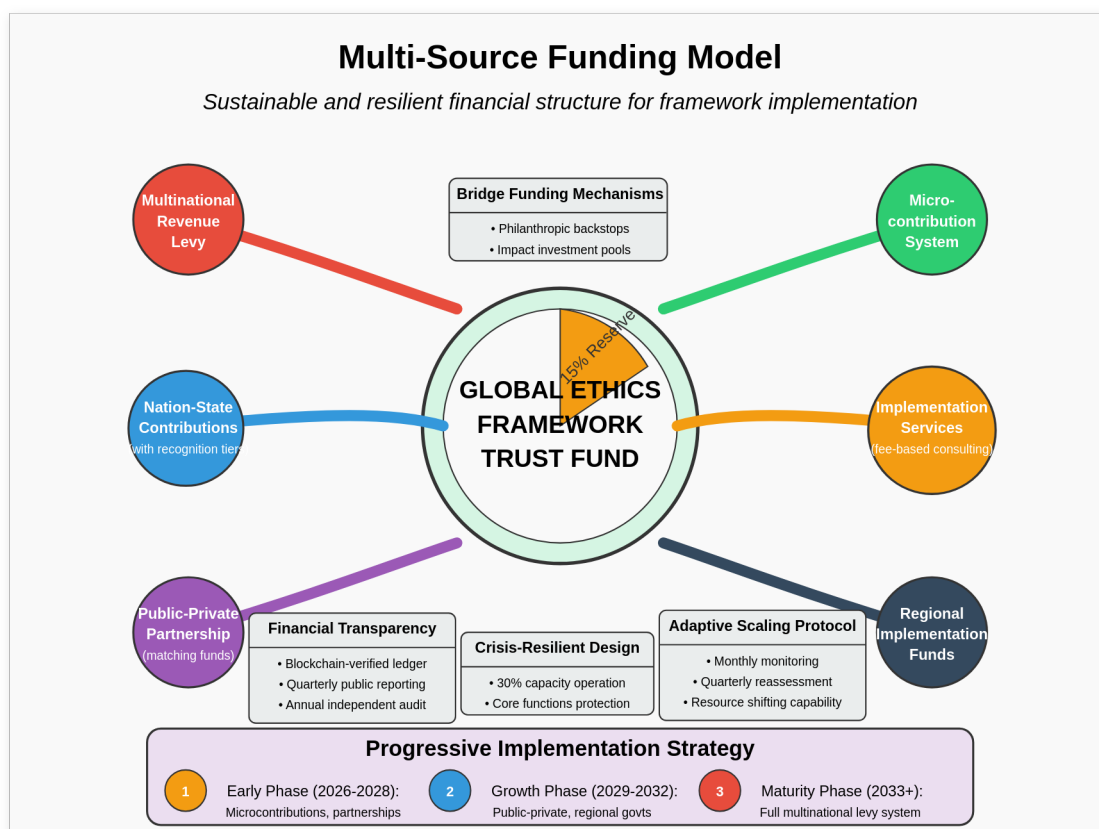 Multi-Source Funding Model
Sustainable and resilient financial structure for framework implementation
Multinational
Revenue
Levy
Bridge Funding Mechanisms
• Philanthropic backstops
• Impact investment pools
Micro-
contribution
System
15% Reserve
GLOBAL ETHICS
FRAMEWORK
TRUST FUND
Nation-State
Contributions
(with recognition tier
Implementation
Services
(fee-based consulting)
Public-Private
Partnership
(matching funds)
Financial Transparency
• Blockchain-verified ledger
• Quarterly public reporting
• Annual independent audit
Crisis-Resilient Design
• 30% capacity operation
• Core functions protection
Adaptive Scaling Protocol
• Monthly monitoring
• Quarterly reassessment
• Resource shifting capability
Regional
Implementation
Funds
Progressive Implementation Strategy
1
Early Phase (2026-2028):
Microcontributions, partnerships
2
Growth Phase (2029-2032):
Public-private, regional govts
3
Maturity Phase (2033+):
Full multinational levy system